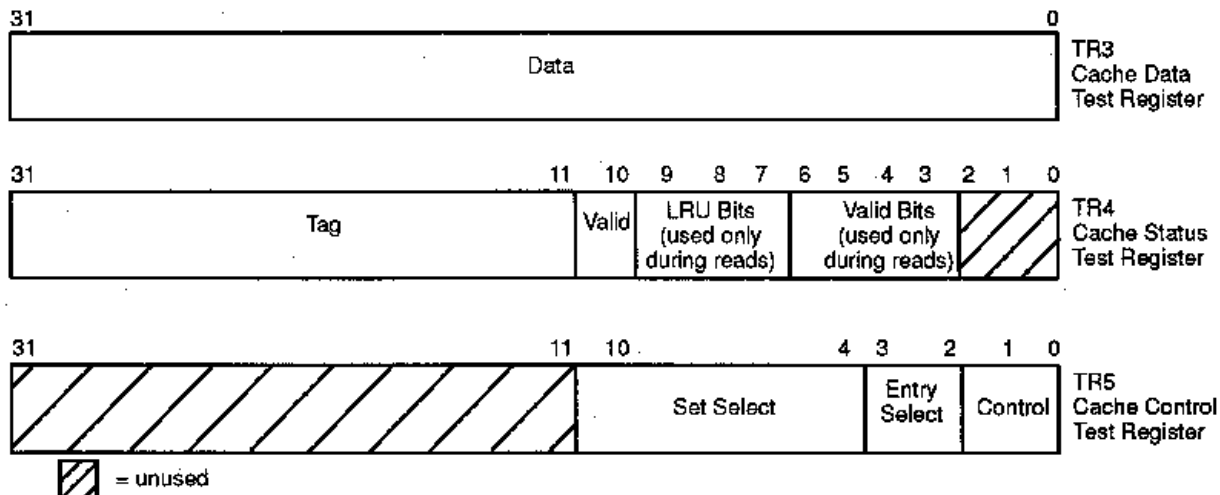 31 0
Data
TR3
Cache Data
Test Register
31 11 10 9 8 7 6 5 4 3 2 1 0
Tag
Valid
LRU Bits
(used only
during reads)
Valid Bits
(used only
during reads)
TR4
Cache Status
Test Register
31 11 10 4 3 2 1 0
Set Select
Entry
Select
Control
TR5
Cache Control
Test Register
= unused